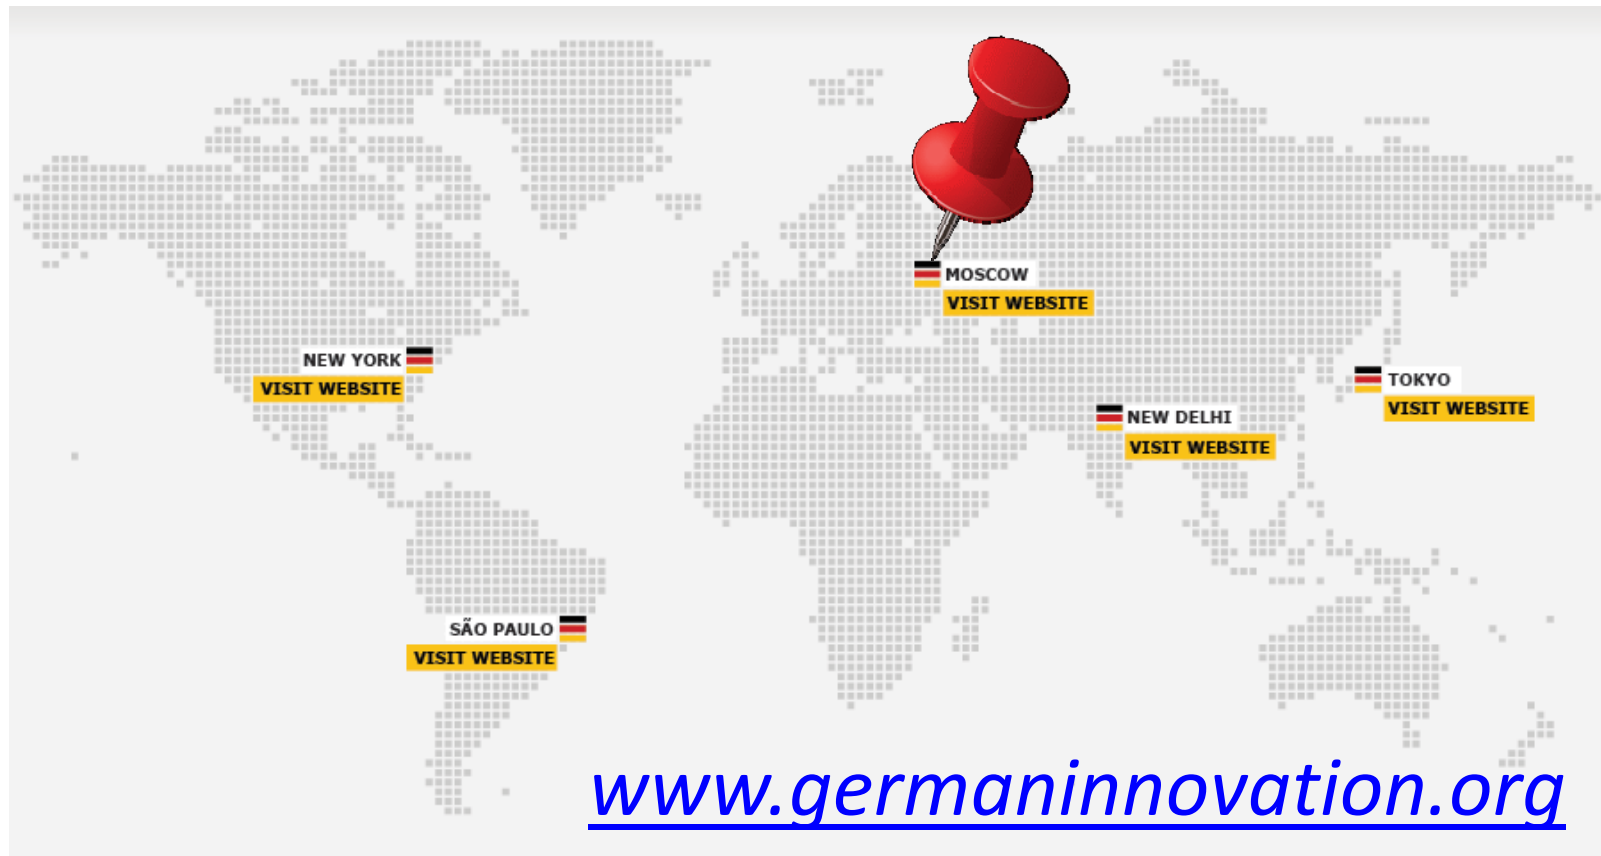 MOSCOW
VISIT WEBSITE
NEW YORK
VISIT WEBSITE
TOKYO
VISIT WEBSITE
NEW DELHI
VISIT WEBSITE
SÃO PAULO
VISIT WEBSITE
www.germaninnovation.org